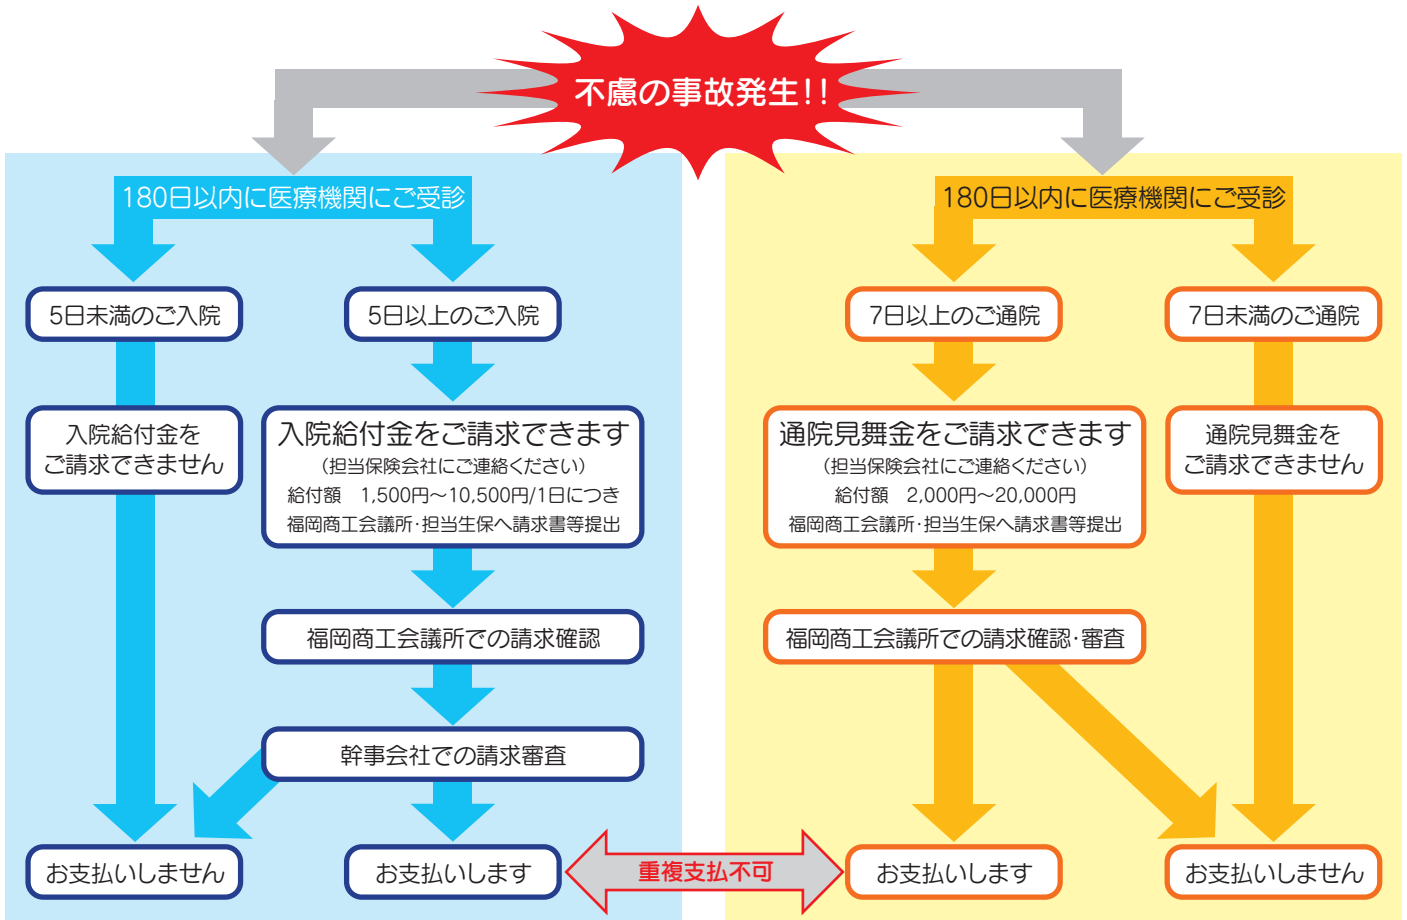 不慮の事故発生!!
180日以内に医療機関にご受診
5日未満のご入院
5日以上のご入院
入院給付金を
ご請求できません
入院給付金をご請求できます
（担当保険会社にご連絡ください）
給付額　1,500円～10,500円/1日につき
福岡商工会議所・担当生保へ請求書等提出
福岡商工会議所での請求確認
幹事会社での請求審査
お支払いしません
お支払いします
重複支払不可
180日以内に医療機関にご受診
7日以上のご通院
7日未満のご通院
通院見舞金をご請求できます
（担当保険会社にご連絡ください）
給付額　2,000円～20,000円
福岡商工会議所・担当生保へ請求書等提出
通院見舞金を
ご請求できません
福岡商工会議所での請求確認・審査
お支払いします
お支払いしません